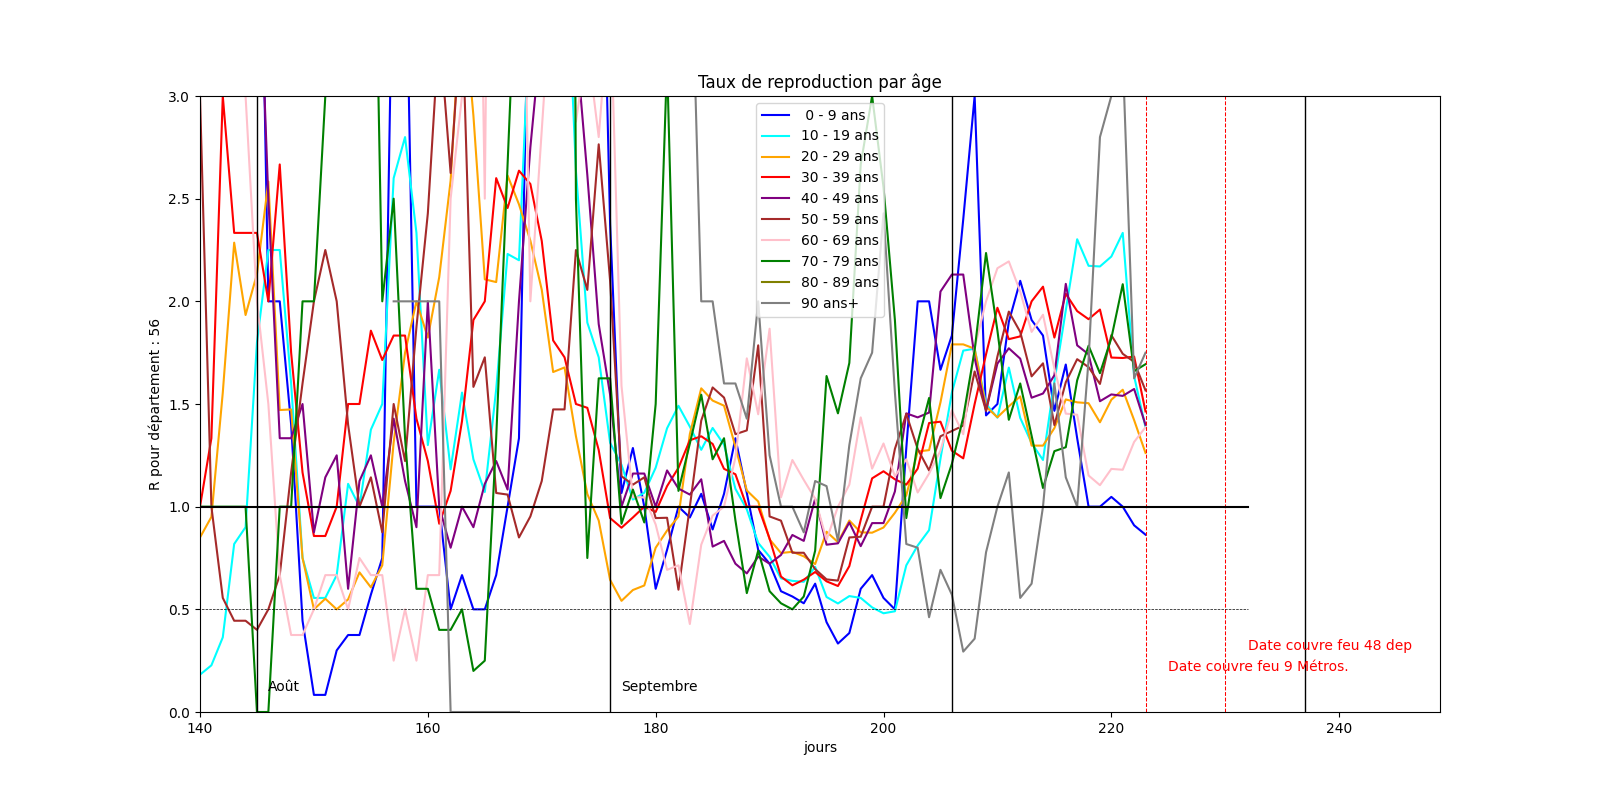 Taux de reproduction par âge
3.0
2.5
2.0
1.5
1.0
0.5
0.0
R pour département : 56
0 - 9 ans
10 - 19 ans
20 - 29 ans
30 - 39 ans
40 - 49 ans
50 - 59 ans
60 - 69 ans
70 - 79 ans
80 - 89 ans
90 ans+
Date couvre feu 48 dep
Date couvre feu 9 Métros.
Août
Septembre
140
160
180
200
220
240
jours